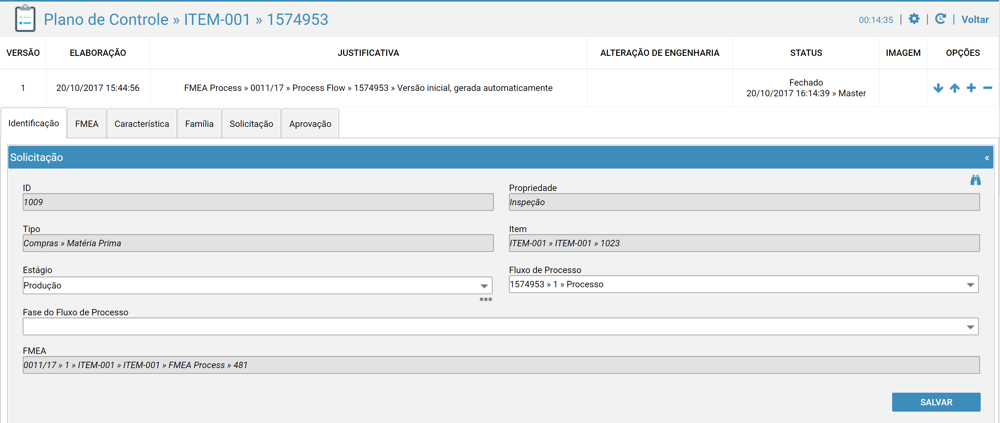 Plano de Controle » ITEM-001 » 1574953
00:14:35 | | | Voltar
VERSÃO ELABORAÇÃO JUSTIFICATIVA ALTERAÇÃO DE ENGENHARIA STATUS IMAGEM OPÇÕES
1 20/10/2017 15:44:56 FMEA Process » 0011/17 » Process Flow » 1574953 » Versão inicial, gerada automaticamente Fechado
20/10/2017 16:14:39 » Master
Identificação FMEA Característica Família Solicitação Aprovação
Solicitação «
ID
1009
Propriedade
Inspeção
Tipo
Compras » Matéria Prima
Item
ITEM-001 » ITEM-001 » 1023
Estágio
Produção
Fluxo de Processo
1574953 » 1 » Processo
Fase do Fluxo de Processo
FMEA
0011/17 » 1 » ITEM-001 » ITEM-001 » FMEA Process » 481
SALVAR